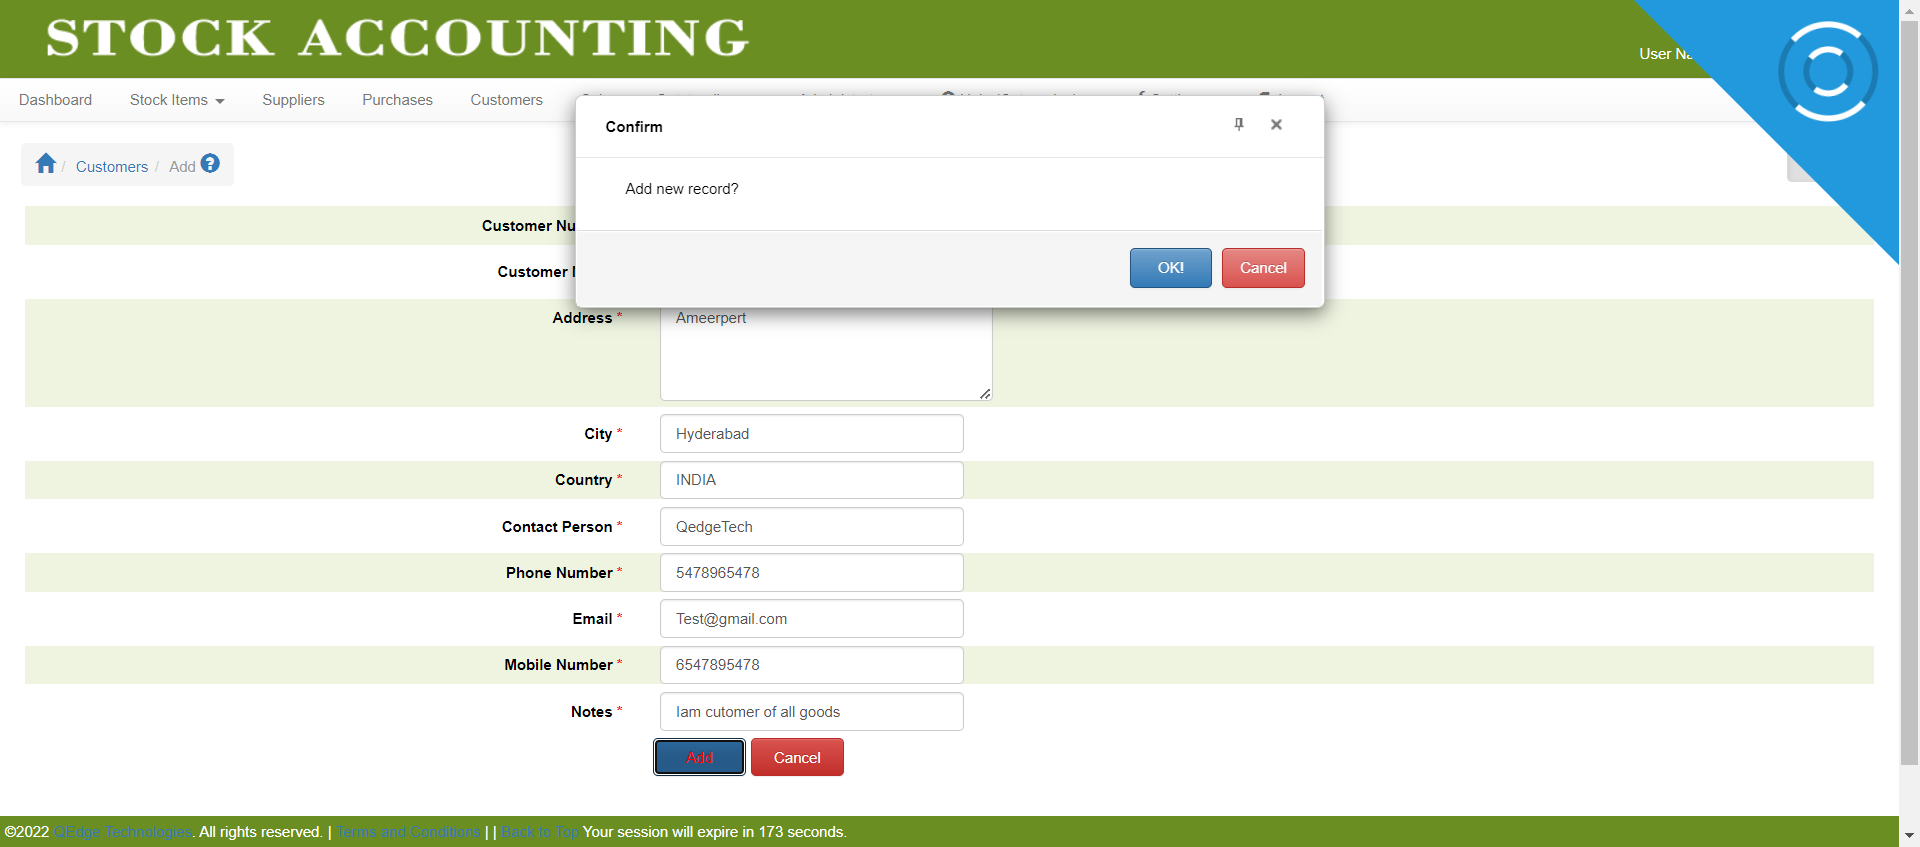 STOCK ACCOUNTING
User Na
Dashboard Stock Items Suppliers Purchases Customers
Confirm
Customers / Add
Add new record?
Customer Nu
OK! Cancel
Customer
Address * Ameerpert
City * Hyderabad
Country * INDIA
Contact Person * QedgeTech
Phone Number * 5478965478
Email * Test@gmail.com
Mobile Number * 6547895478
Notes * Iam cutomer of all goods
Add Cancel
©2022 QEdge Technologies. All rights reserved. | Terms and Conditions | | Back to Top Your session will expire in 173 seconds.